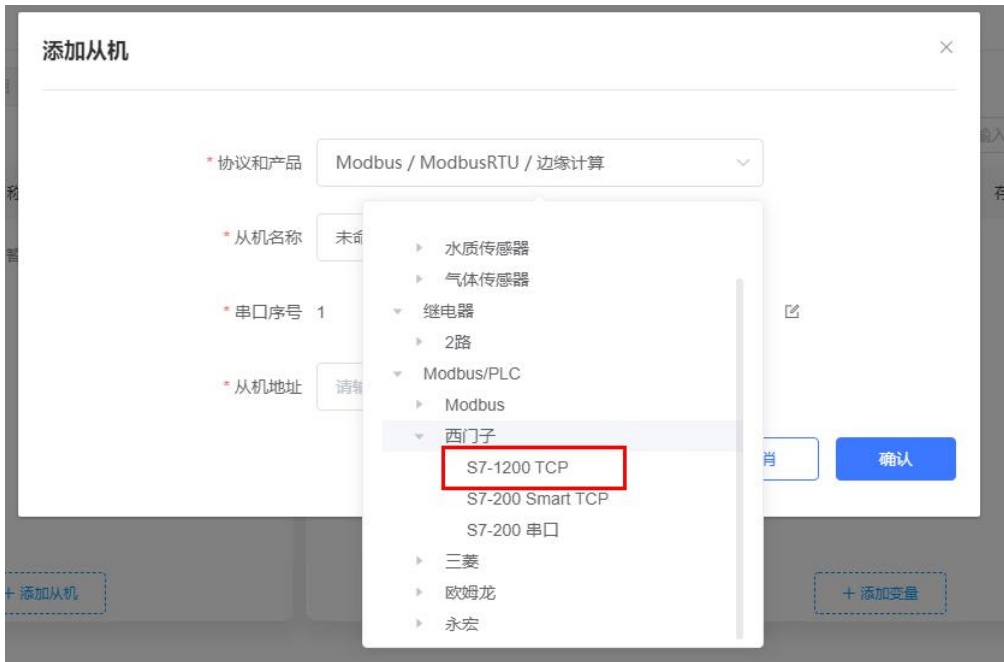 添加从机
* 协议和产品 Modbus / ModbusRTU / 边缘计算
* 从机名称 未命
水质传感器
气体传感器
* 串口序号 1
继电器
2路
Modbus/PLC
* 从机地址 请输
Modbus
西门子
消 确认
S7-1200 TCP
S7-200 Smart TCP
S7-200 串口
三菱
欧姆龙
永宏
+ 添加从机
+ 添加变量